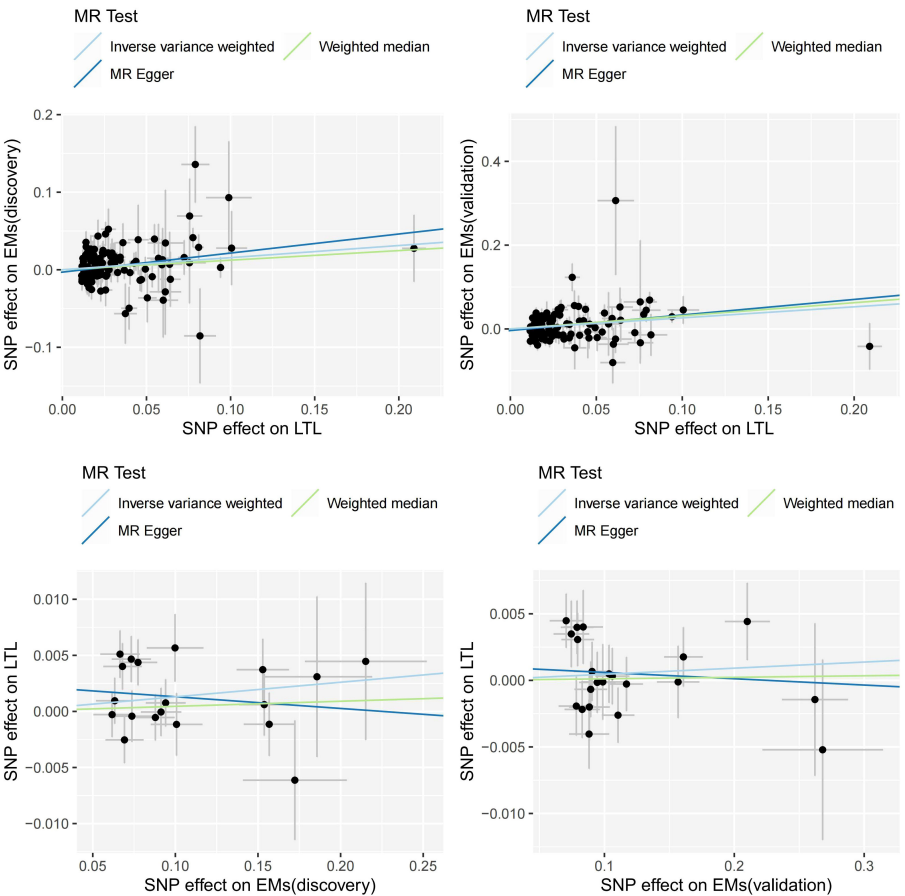 MR Test
Inverse variance weighted
Weighted median
MR Egger
0.2
0.1
0.0
−0.1
SNP effect on EMs(discovery)
0.00
0.05
0.10
0.15
0.20
SNP effect on LTL
MR Test
Inverse variance weighted
Weighted median
MR Egger
0.4
0.2
0.0
SNP effect on EMs(validation)
0.00
0.05
0.10
0.15
0.20
SNP effect on LTL
MR Test
Inverse variance weighted
Weighted median
MR Egger
0.010
0.005
0.000
−0.005
−0.010
SNP effect on LTL
0.05
0.10
0.15
0.20
0.25
SNP effect on EMs(discovery)
MR Test
Inverse variance weighted
Weighted median
MR Egger
0.005
0.000
−0.005
−0.010
SNP effect on LTL
0.1
0.2
0.3
SNP effect on EMs(validation)